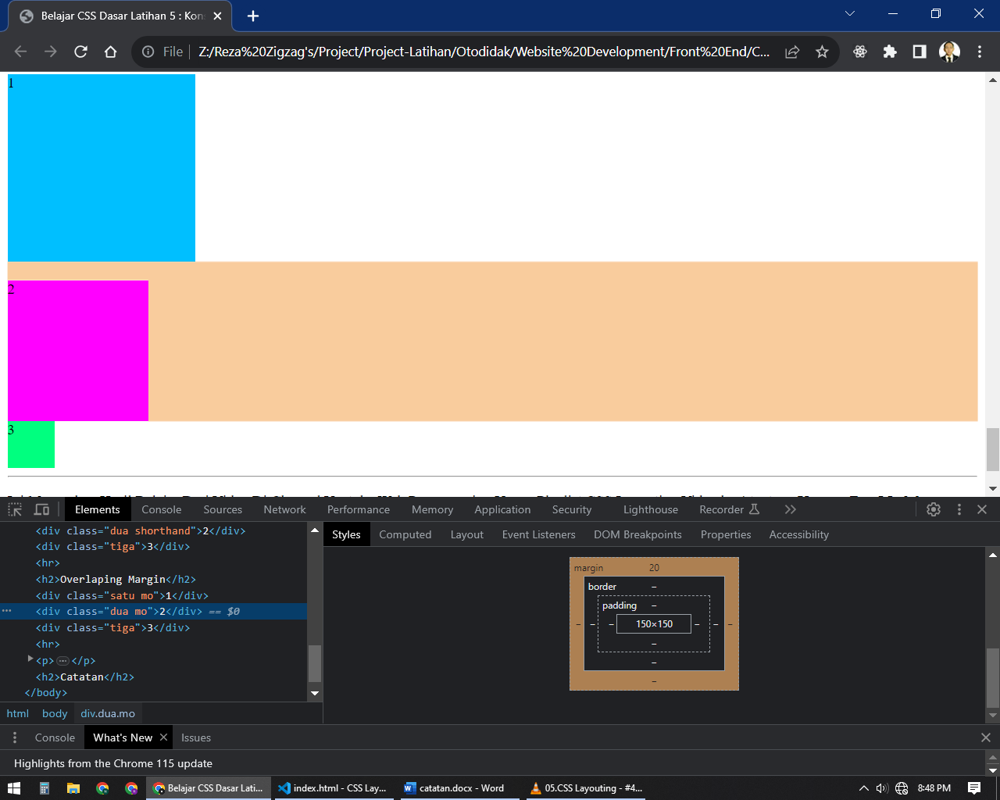 Belajar CSS Dasar Latihan 5 : Kon
File
Z:/Reza%20Zigzag's/Project/Project-Latihan/Otodidak/Website%20Development/Front%20End/C...
1
2
3
Elements Console Sources Network Performance Memory Application Security Lighthouse Recorder
<div class="dua shorthand">2</div>
<div class="tiga">3</div>
<hr>
<h2>Overlaping Margin</h2>
<div class="satu mo">1</div>
<div class="dua mo">2</div> == $0
<div class="tiga">3</div>
<hr>
<p>…</p>
<h2>Catatan</h2>
</body>
html body div.dua.mo
Styles Computed Layout Event Listeners DOM Breakpoints Properties Accessibility
margin 20
border –
padding –
– – – 150×150 – – –
–
–
–
Console What's New Issues
Highlights from the Chrome 115 update
Belajar CSS Dasar Lati... index.html - CSS Lay... catatan.docx - Word 05.CSS Layouting - #4... 8:48 PM